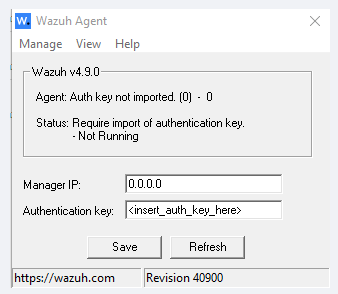 W. Wazuh Agent
Manage View Help
Wazuh v4.9.0
Agent: Auth key not imported. (0) - 0
Status: Require import of authentication key.
- Not Running
Manager IP: 0.0.0.0
Authentication key: <insert_auth_key_here>
Save Refresh
https://wazuh.com Revision 40900